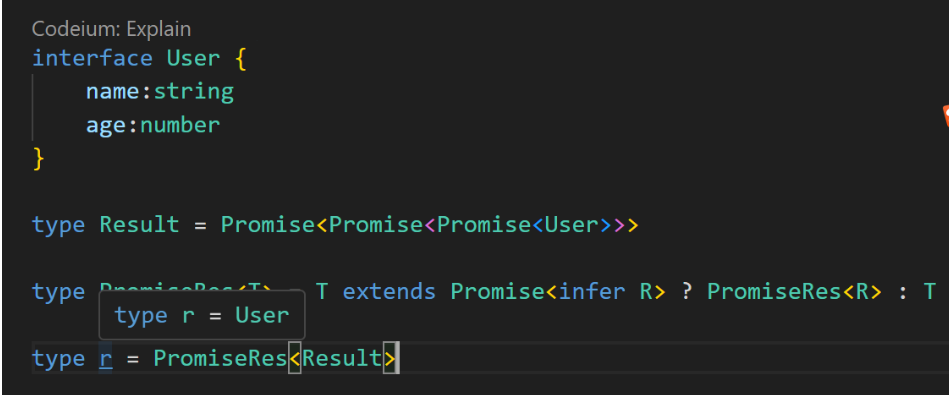 Codeium: Explain
interface User {
    name:string
    age:number
}
type Result = Promise<Promise<Promise<User>>>
type PromiseRes<T> = T extends Promise<infer R> ? PromiseRes<R> : T
type r = User
type r = PromiseRes<Result>